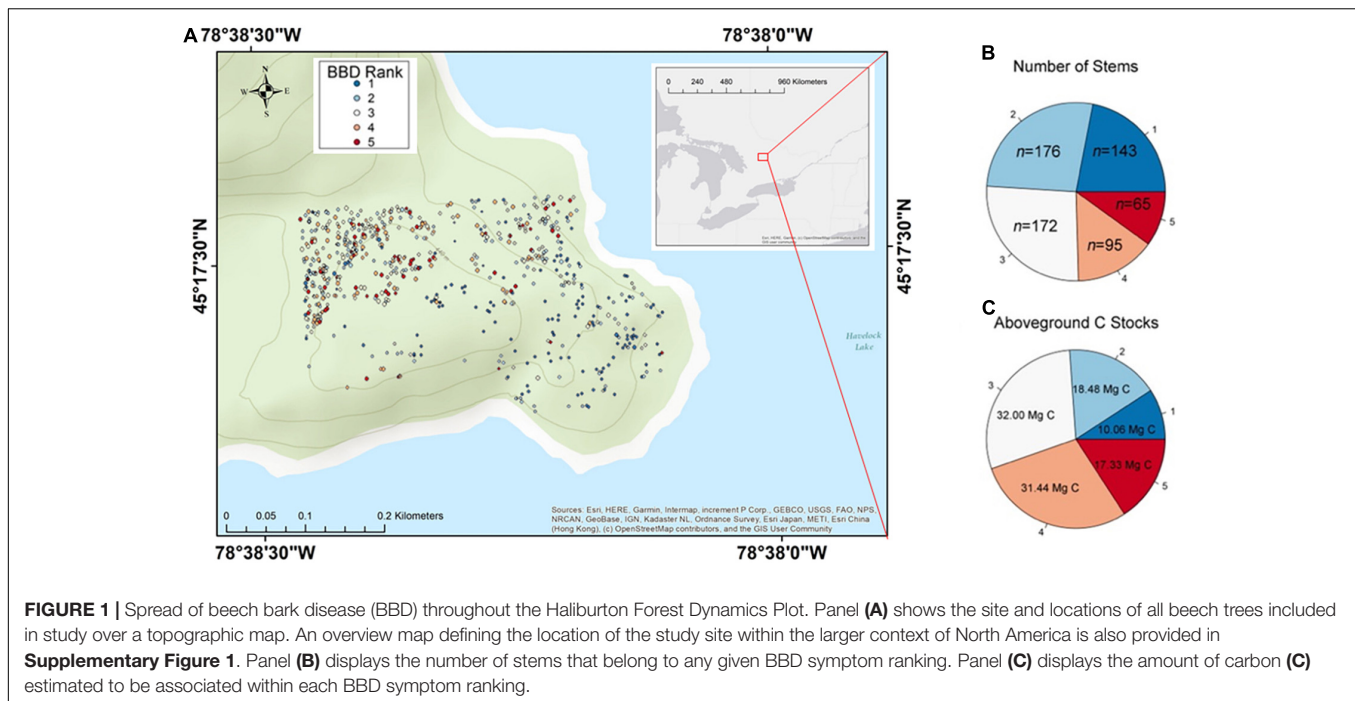 A 78°38'30"W 78°38'0"W
N
W E
S
BBD Rank
1
2
3
4
5
0 240 480 960 Kilometers
Esri, HERE, Garmin, (c) OpenStreetMap contributors, and the
GIS user community
45°17'30"N
45°17'30"N
Havelock
Lake
0 0.05 0.1 0.2 Kilometers
Sources: Esri, HERE, Garmin, Intermap, increment P Corp., GEBCO, USGS, FAO, NPS,
NRCAN, GeoBase, IGN, Kadaster NL, Ordnance Survey, Esri Japan, METI, Esri China
(Hong Kong), (c) OpenStreetMap contributors, and the GIS User Community
78°38'30"W 78°38'0"W
B
Number of Stems
2
1
n=176 n=143
n=65
n=172
n=95
5
3
4
C
Aboveground C Stocks
2
3
18.48 Mg C
1
32.00 Mg C
10.06 Mg C
17.33 Mg C
31.44 Mg C
5
4
FIGURE 1 | Spread of beech bark disease (BBD) throughout the Haliburton Forest Dynamics Plot. Panel (A) shows the site and locations of all beech trees included
in study over a topographic map. An overview map defining the location of the study site within the larger context of North America is also provided in
Supplementary Figure 1. Panel (B) displays the number of stems that belong to any given BBD symptom ranking. Panel (C) displays the amount of carbon (C)
estimated to be associated within each BBD symptom ranking.